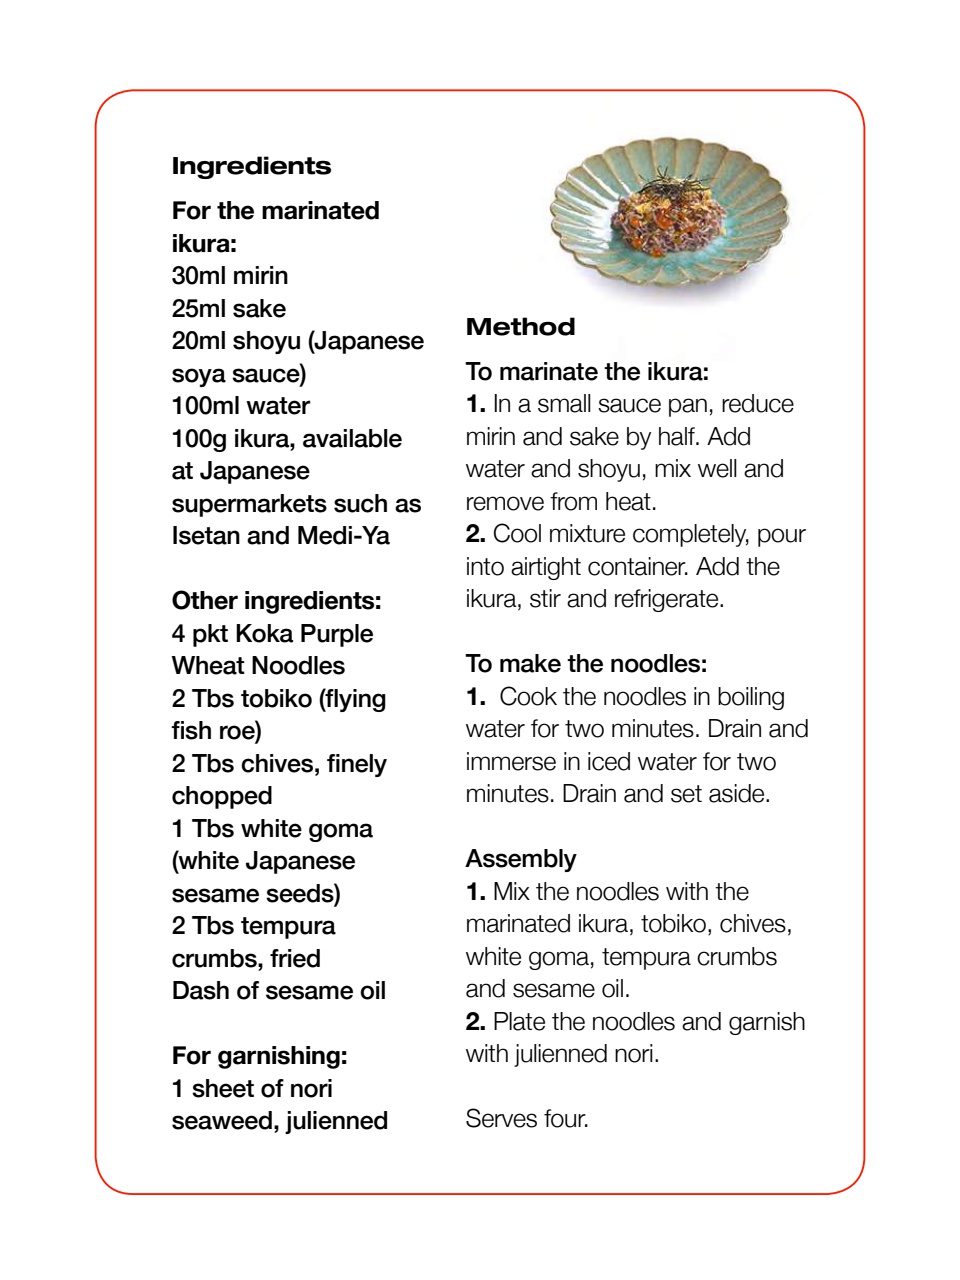 Ingredients
For the marinated
ikura:
30ml mirin
25ml sake
20ml shoyu (Japanese
soya sauce)
100ml water
100g ikura, available
at Japanese
supermarkets such as
Isetan and Medi-Ya
Other ingredients:
4 pkt Koka Purple
Wheat Noodles
2 Tbs tobiko (flying
fish roe)
2 Tbs chives, finely
chopped
1 Tbs white goma
(white Japanese
sesame seeds)
2 Tbs tempura
crumbs, fried
Dash of sesame oil
For garnishing:
1 sheet of nori
seaweed, julienned
Method
To marinate the ikura:
1. In a small sauce pan, reduce
mirin and sake by half. Add
water and shoyu, mix well and
remove from heat.
2. Cool mixture completely, pour
into airtight container. Add the
ikura, stir and refrigerate.
To make the noodles:
1. Cook the noodles in boiling
water for two minutes. Drain and
immerse in iced water for two
minutes. Drain and set aside.
Assembly
1. Mix the noodles with the
marinated ikura, tobiko, chives,
white goma, tempura crumbs
and sesame oil.
2. Plate the noodles and garnish
with julienned nori.
Serves four.